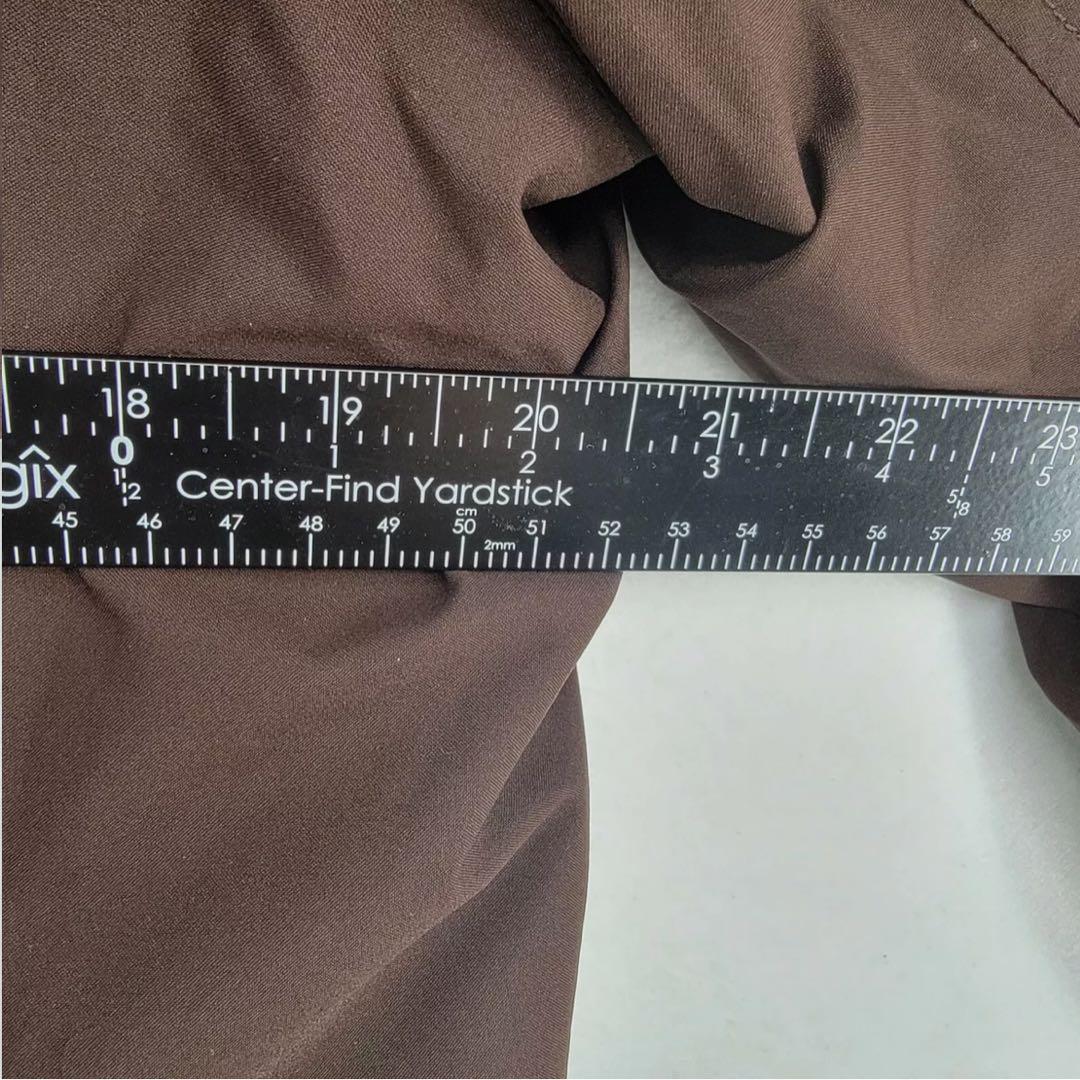 18 19 20 21 22 23
0 1 2 3 4 5
gîx 1/2 Center-Find Yardstick 5/8
cm
45 46 47 48 49 50 51 52 53 54 55 56 57 58 59
2mm